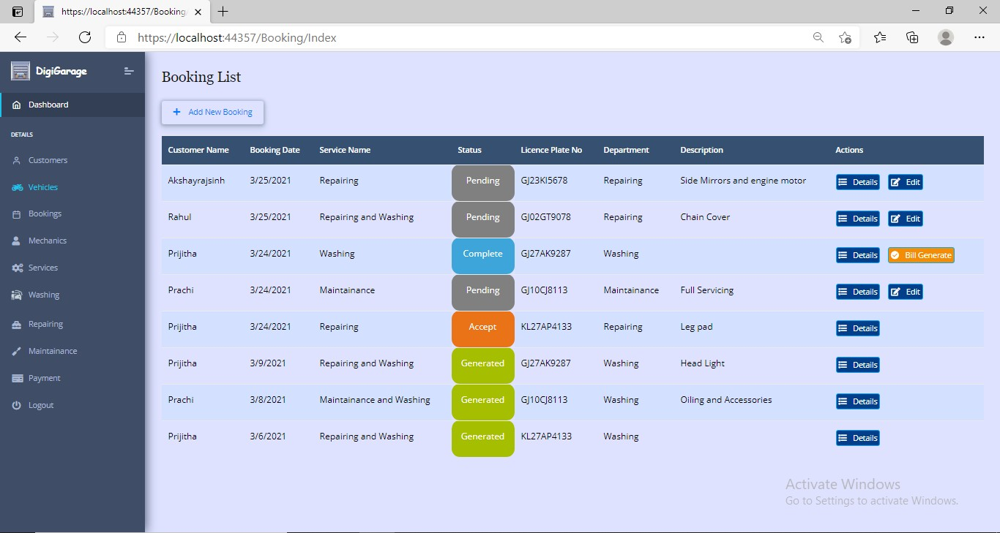 https://localhost:44357/Booking
https://localhost:44357/Booking/Index
DigiGarage
Dashboard
DETAILS
Customers
Vehicles
Bookings
Mechanics
Services
Washing
Repairing
Maintainance
Payment
Logout
Booking List
+ Add New Booking
Customer Name Booking Date Service Name Status Licence Plate No Department Description Actions
Akshayrajsinh 3/25/2021 Repairing Pending GJ23KI5678 Repairing Side Mirrors and engine motor Details Edit
Rahul 3/25/2021 Repairing and Washing Pending GJ02GT9078 Repairing Chain Cover Details Edit
Prijitha 3/24/2021 Washing Complete GJ27AK9287 Washing Details Bill Generate
Prachi 3/24/2021 Maintainance Pending GJ10CJ8113 Maintainance Full Servicing Details Edit
Prijitha 3/24/2021 Repairing Accept KL27AP4133 Repairing Leg pad Details
Prijitha 3/9/2021 Repairing and Washing Generated GJ27AK9287 Washing Head Light Details
Prachi 3/8/2021 Maintainance and Washing Generated GJ10CJ8113 Washing Oiling and Accessories Details
Prijitha 3/6/2021 Repairing and Washing Generated KL27AP4133 Washing Details
Activate Windows
Go to Settings to activate Windows.